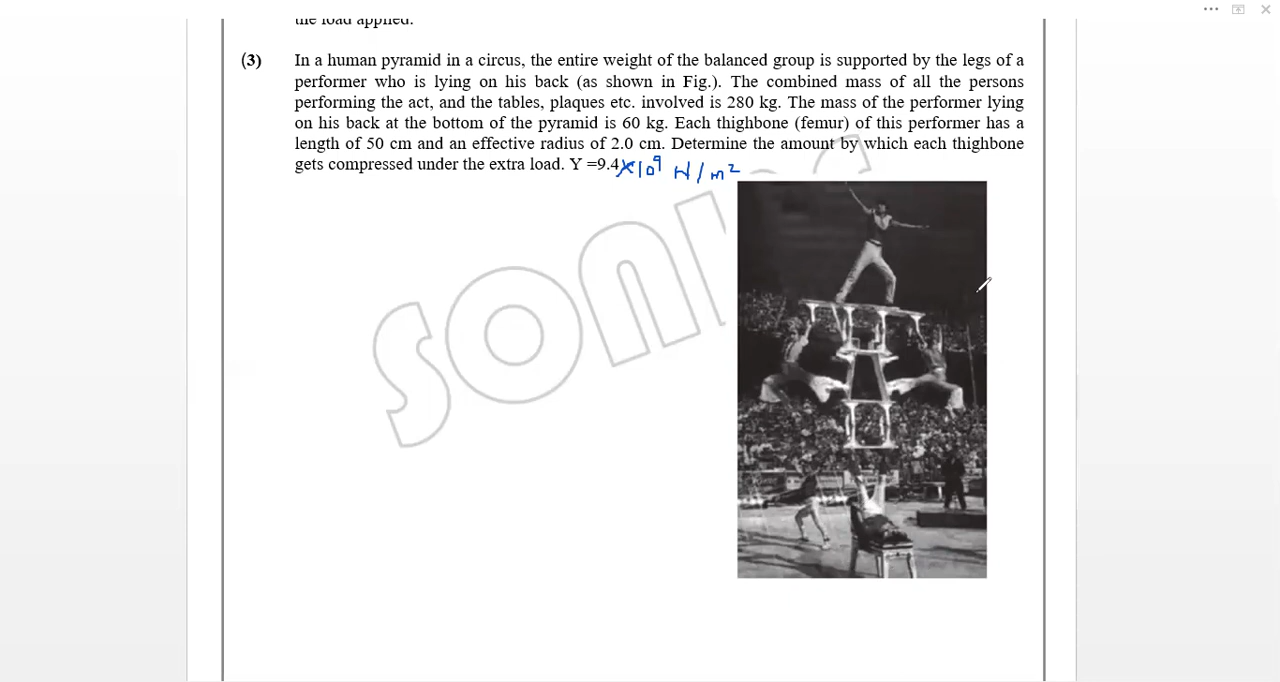 the load applied.
(3) In a human pyramid in a circus, the entire weight of the balanced group is supported by the legs of a
performer who is lying on his back (as shown in Fig.). The combined mass of all the persons
performing the act, and the tables, plaques etc. involved is 280 kg. The mass of the performer lying
on his back at the bottom of the pyramid is 60 kg. Each thighbone (femur) of this performer has a
length of 50 cm and an effective radius of 2.0 cm. Determine the amount by which each thighbone
gets compressed under the extra load. Y =9.4×10⁹ N/m²
SONI